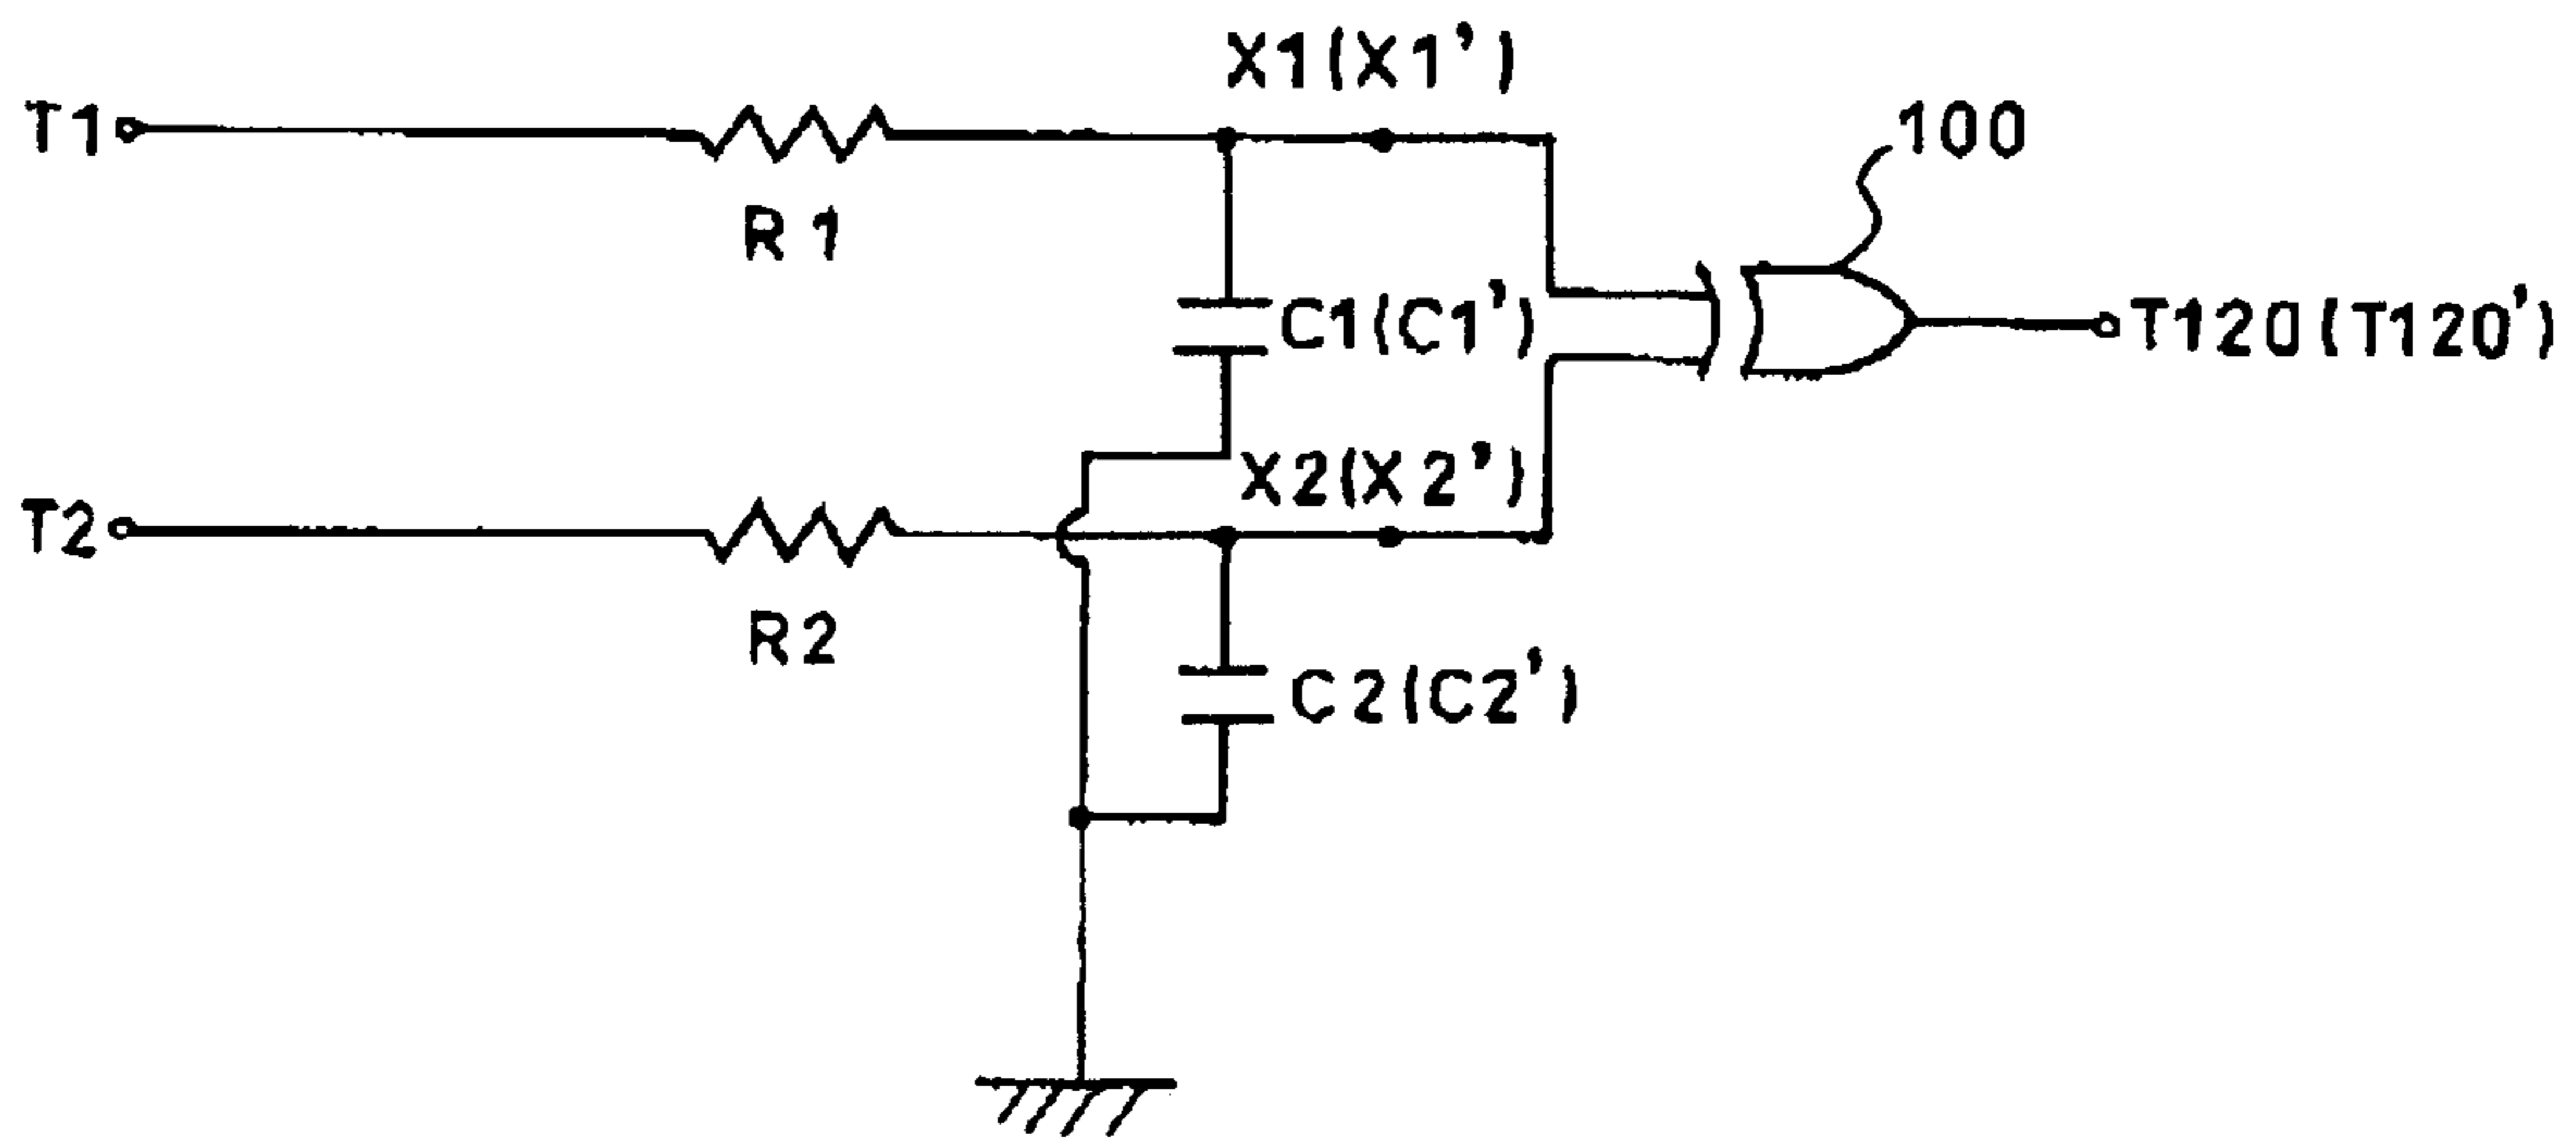 X1(X1')
T1
100
R1
C1(C1')
T120(T120')
X2(X2')
T2
R2
C2(C2')